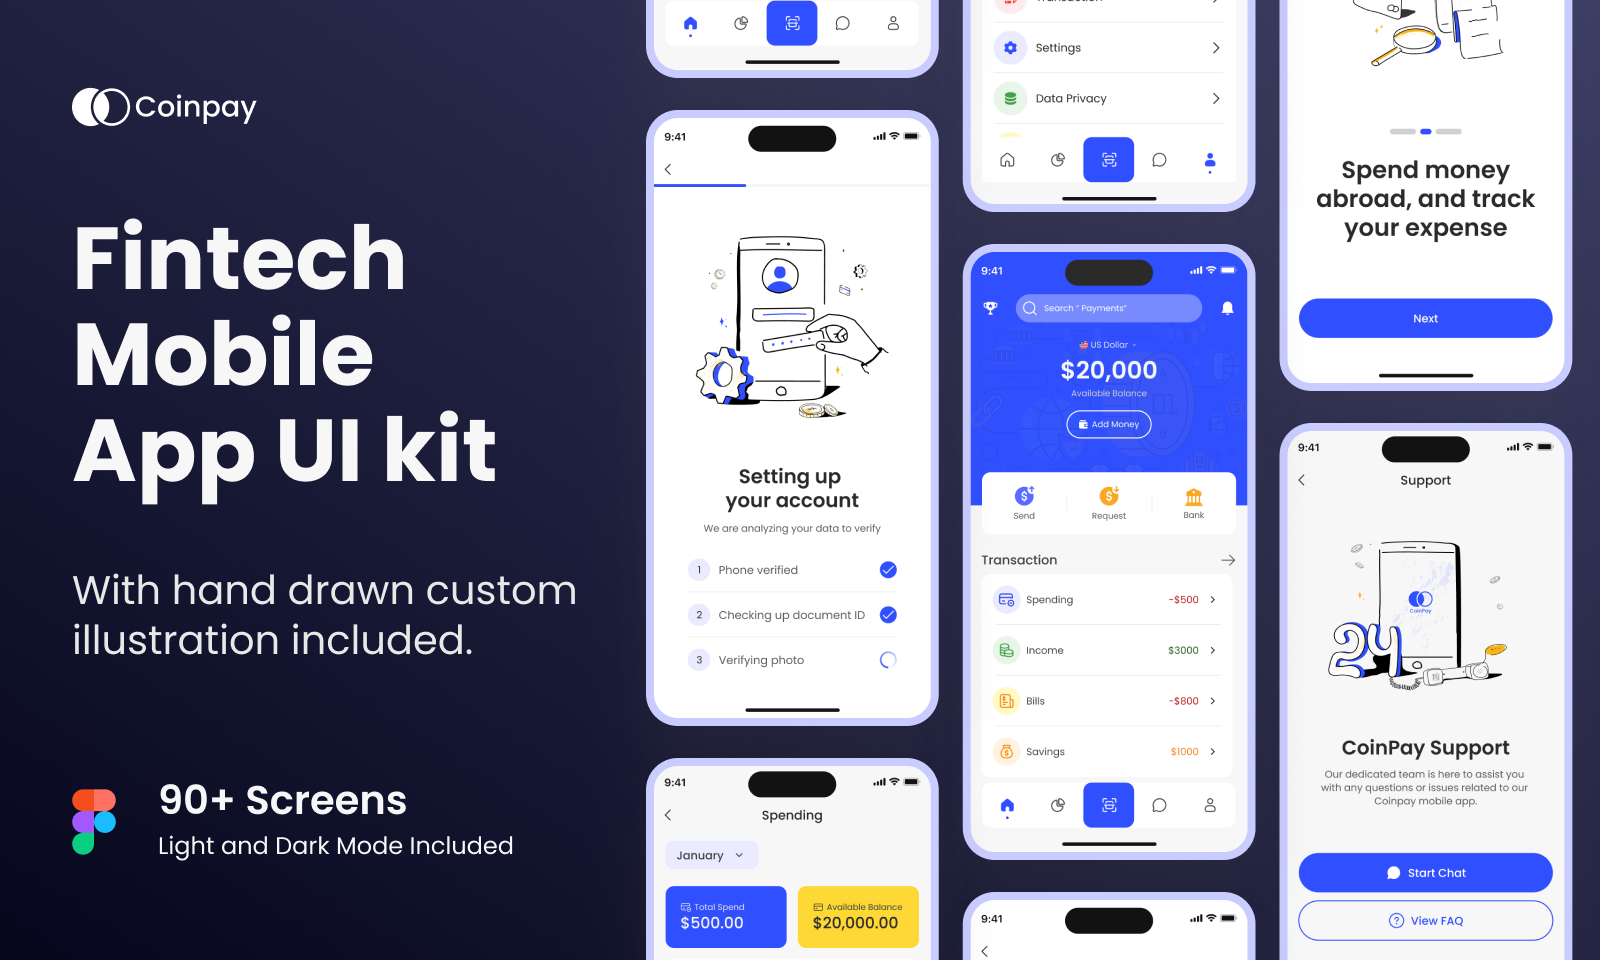 Coinpay
Fintech
Mobile
App UI kit
With hand drawn custom
illustration included.
90+ Screens
Light and Dark Mode Included
9:41
Setting up
your account
We are analyzing your data to verify
1 Phone verified
2 Checking up document ID
3 Verifying photo
9:41
Spending
January
Total Spend
$500.00
Available Balance
$20,000.00
Settings
Data Privacy
9:41
Search " Payments"
US Dollar
$20,000
Available Balance
Add Money
Send
Request
Bank
Transaction
Spending -$500
Income $3000
Bills -$800
Savings $1000
9:41
Spend money
abroad, and track
your expense
Next
9:41
Support
CoinPay
24
CoinPay Support
Our dedicated team is here to assist you
with any questions or issues related to our
Coinpay mobile app.
Start Chat
View FAQ